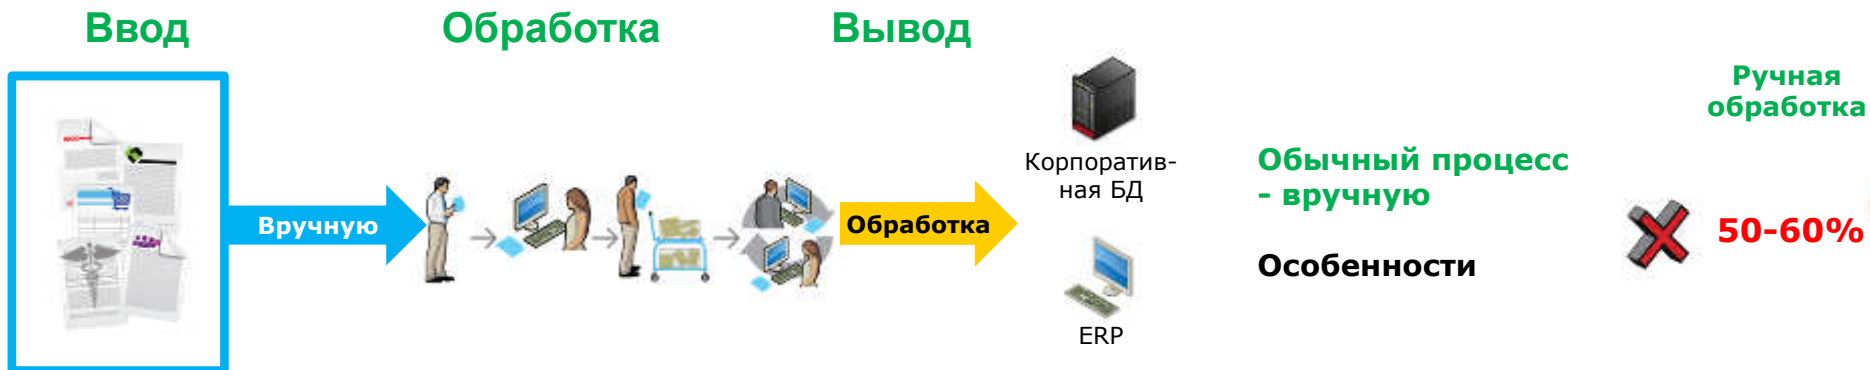 Ввод
Обработка
Вывод
Вручную
Обработка
Корпоратив-
ная БД
ERP
Обычный процесс
- вручную
Особенности
Ручная
обработка
50-60%